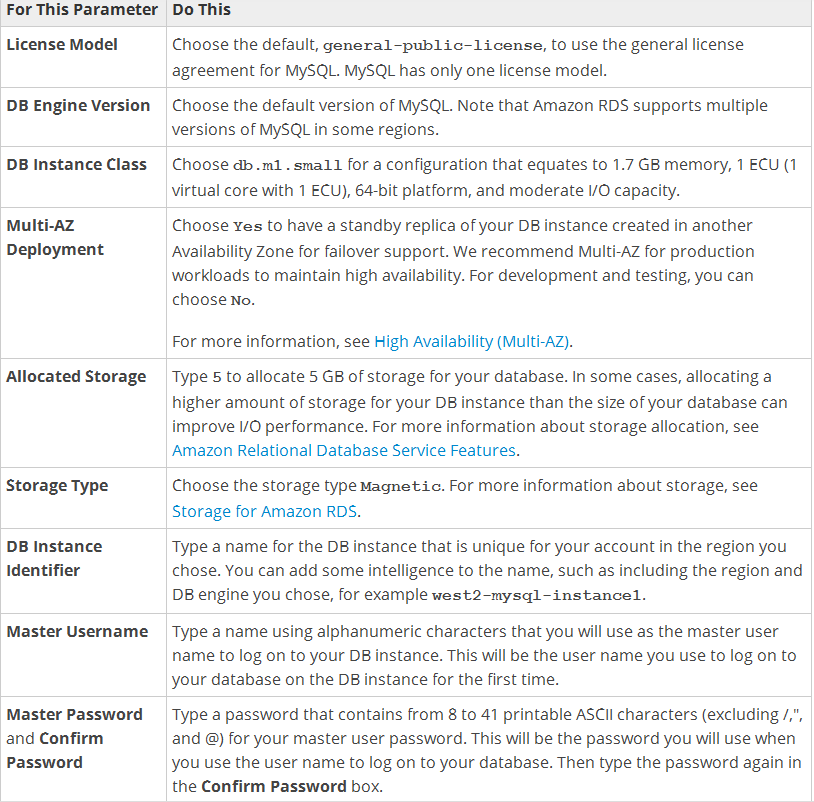 For This Parameter Do This
License Model Choose the default, general-public-license, to use the general license
agreement for MySQL. MySQL has only one license model.
DB Engine Version Choose the default version of MySQL. Note that Amazon RDS supports multiple
versions of MySQL in some regions.
DB Instance Class Choose db.m1.small for a configuration that equates to 1.7 GB memory, 1 ECU (1
virtual core with 1 ECU), 64-bit platform, and moderate I/O capacity.
Multi-AZ Choose Yes to have a standby replica of your DB instance created in another
Deployment Availability Zone for failover support. We recommend Multi-AZ for production
workloads to maintain high availability. For development and testing, you can
choose No.
For more information, see High Availability (Multi-AZ).
Allocated Storage Type 5 to allocate 5 GB of storage for your database. In some cases, allocating a
higher amount of storage for your DB instance than the size of your database can
improve I/O performance. For more information about storage allocation, see
Amazon Relational Database Service Features.
Storage Type Choose the storage type Magnetic. For more information about storage, see
Storage for Amazon RDS.
DB Instance Type a name for the DB instance that is unique for your account in the region you
Identifier chose. You can add some intelligence to the name, such as including the region and
DB engine you chose, for example west2-mysql-instance1.
Master Username Type a name using alphanumeric characters that you will use as the master user
name to log on to your DB instance. This will be the user name you use to log on to
your database on the DB instance for the first time.
Master Password Type a password that contains from 8 to 41 printable ASCII characters (excluding /,",
and Confirm and @) for your master user password. This will be the password you will use when
Password you use the user name to log on to your database. Then type the password again in
the Confirm Password box.